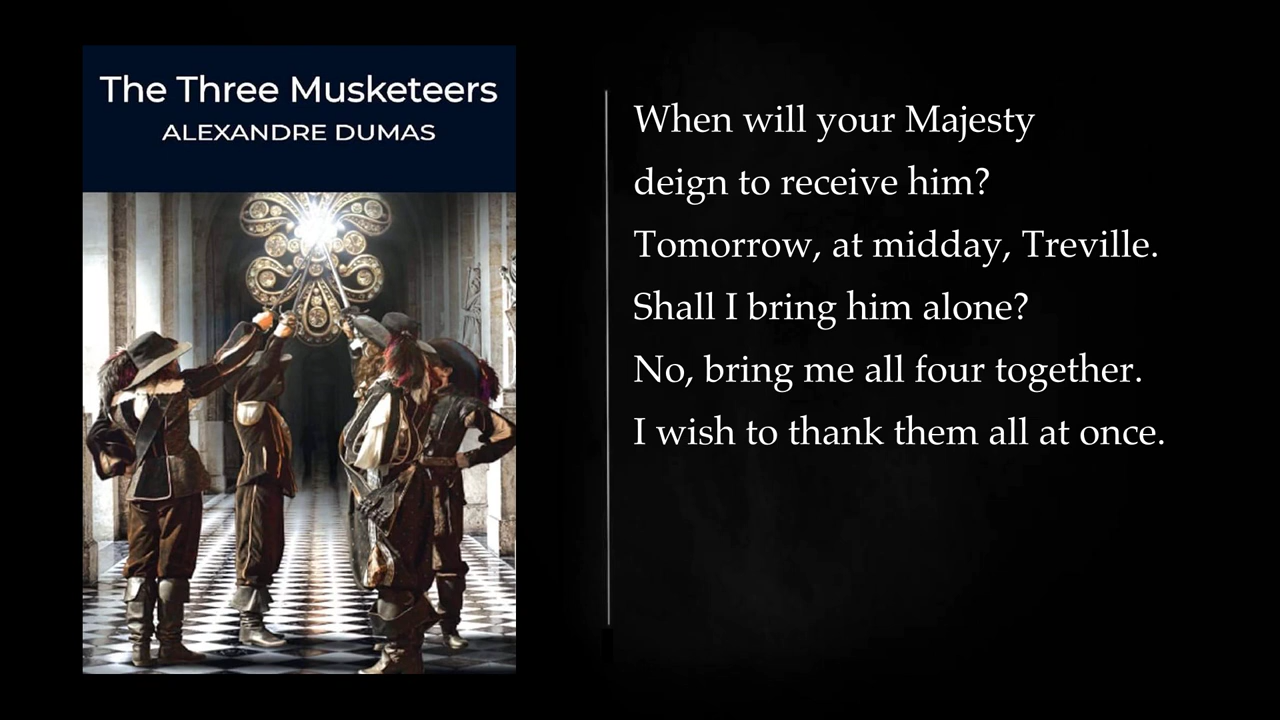 The Three Musketeers
ALEXANDRE DUMAS
When will your Majesty
deign to receive him?
Tomorrow, at midday, Treville.
Shall I bring him alone?
No, bring me all four together.
I wish to thank them all at once.